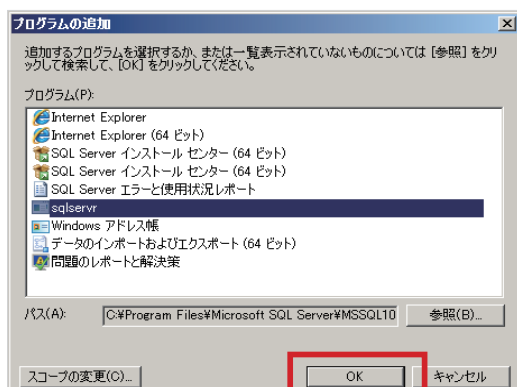 プログラムの追加
追加するプログラムを選択するか、または一覧表示されていないものについては [参照] をクリ
ックして検索して、[OK] をクリックしてください。
プログラム(P):
Internet Explorer
Internet Explorer (64 ビット)
SQL Server インストール センター (64 ビット)
SQL Server インストール センター (64 ビット)
SQL Server エラーと使用状況レポート
sqlservr
Windows アドレス帳
データのインポートおよびエクスポート (64 ビット)
問題のレポートと解決策
パス(A):
C:¥Program Files¥Microsoft SQL Server¥MSSQL10
参照(B)...
スコープの変更(C)...
OK
キャンセル